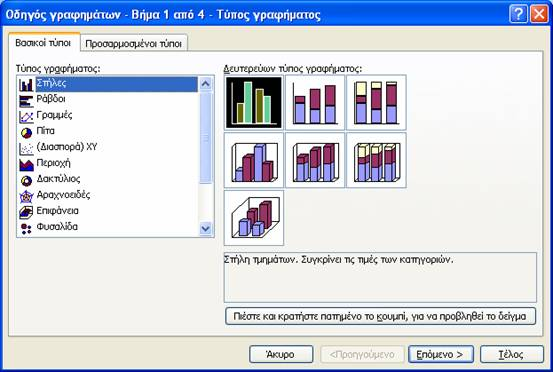 Οδηγός γραφημάτων - Βήμα 1 από 4 - Τύπος γραφήματος
Βασικοί τύποι
Προσαρμοσμένοι τύποι
Τύπος γραφήματος:
Στήλες
Ράβδοι
Γραμμές
Πίτα
(Διασπορά) XY
Περιοχή
Δακτύλιος
Αραχνοειδές
Επιφάνεια
Φυσαλίδα
Δευτερεύων τύπος γραφήματος:
Στήλη τμημάτων. Συγκρίνει τις τιμές των κατηγοριών.
Πιέστε και κρατήστε πατημένο το κουμπί, για να προβληθεί το δείγμα
Άκυρο
<Προηγούμενο
Επόμενο >
Τέλος